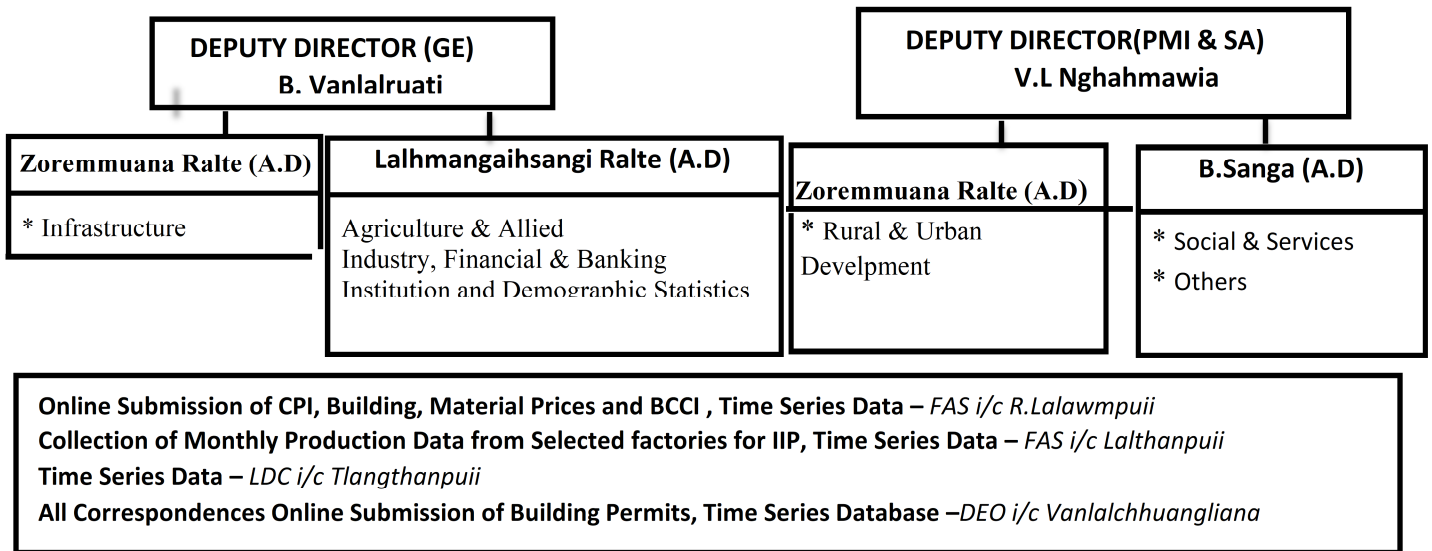 DEPUTY DIRECTOR (GE)
B. Vanlalruati
DEPUTY DIRECTOR(PMI & SA)
V.L Nghahmawia
Zoremmuana Ralte (A.D)
* Infrastructure
Lalhmangaihsangi Ralte (A.D)
Agriculture & Allied
Industry, Financial & Banking
Institution and Demographic Statistics
Zoremmuana Ralte (A.D)
* Rural & Urban
Develpment
B.Sanga (A.D)
* Social & Services
* Others
Online Submission of CPI, Building, Material Prices and BCCI , Time Series Data – FAS i/c R.Lalawmpuii
Collection of Monthly Production Data from Selected factories for IIP, Time Series Data – FAS i/c Lalthanpuii
Time Series Data – LDC i/c Tlangthanpuii
All Correspondences Online Submission of Building Permits, Time Series Database –DEO i/c Vanlalchhuangliana